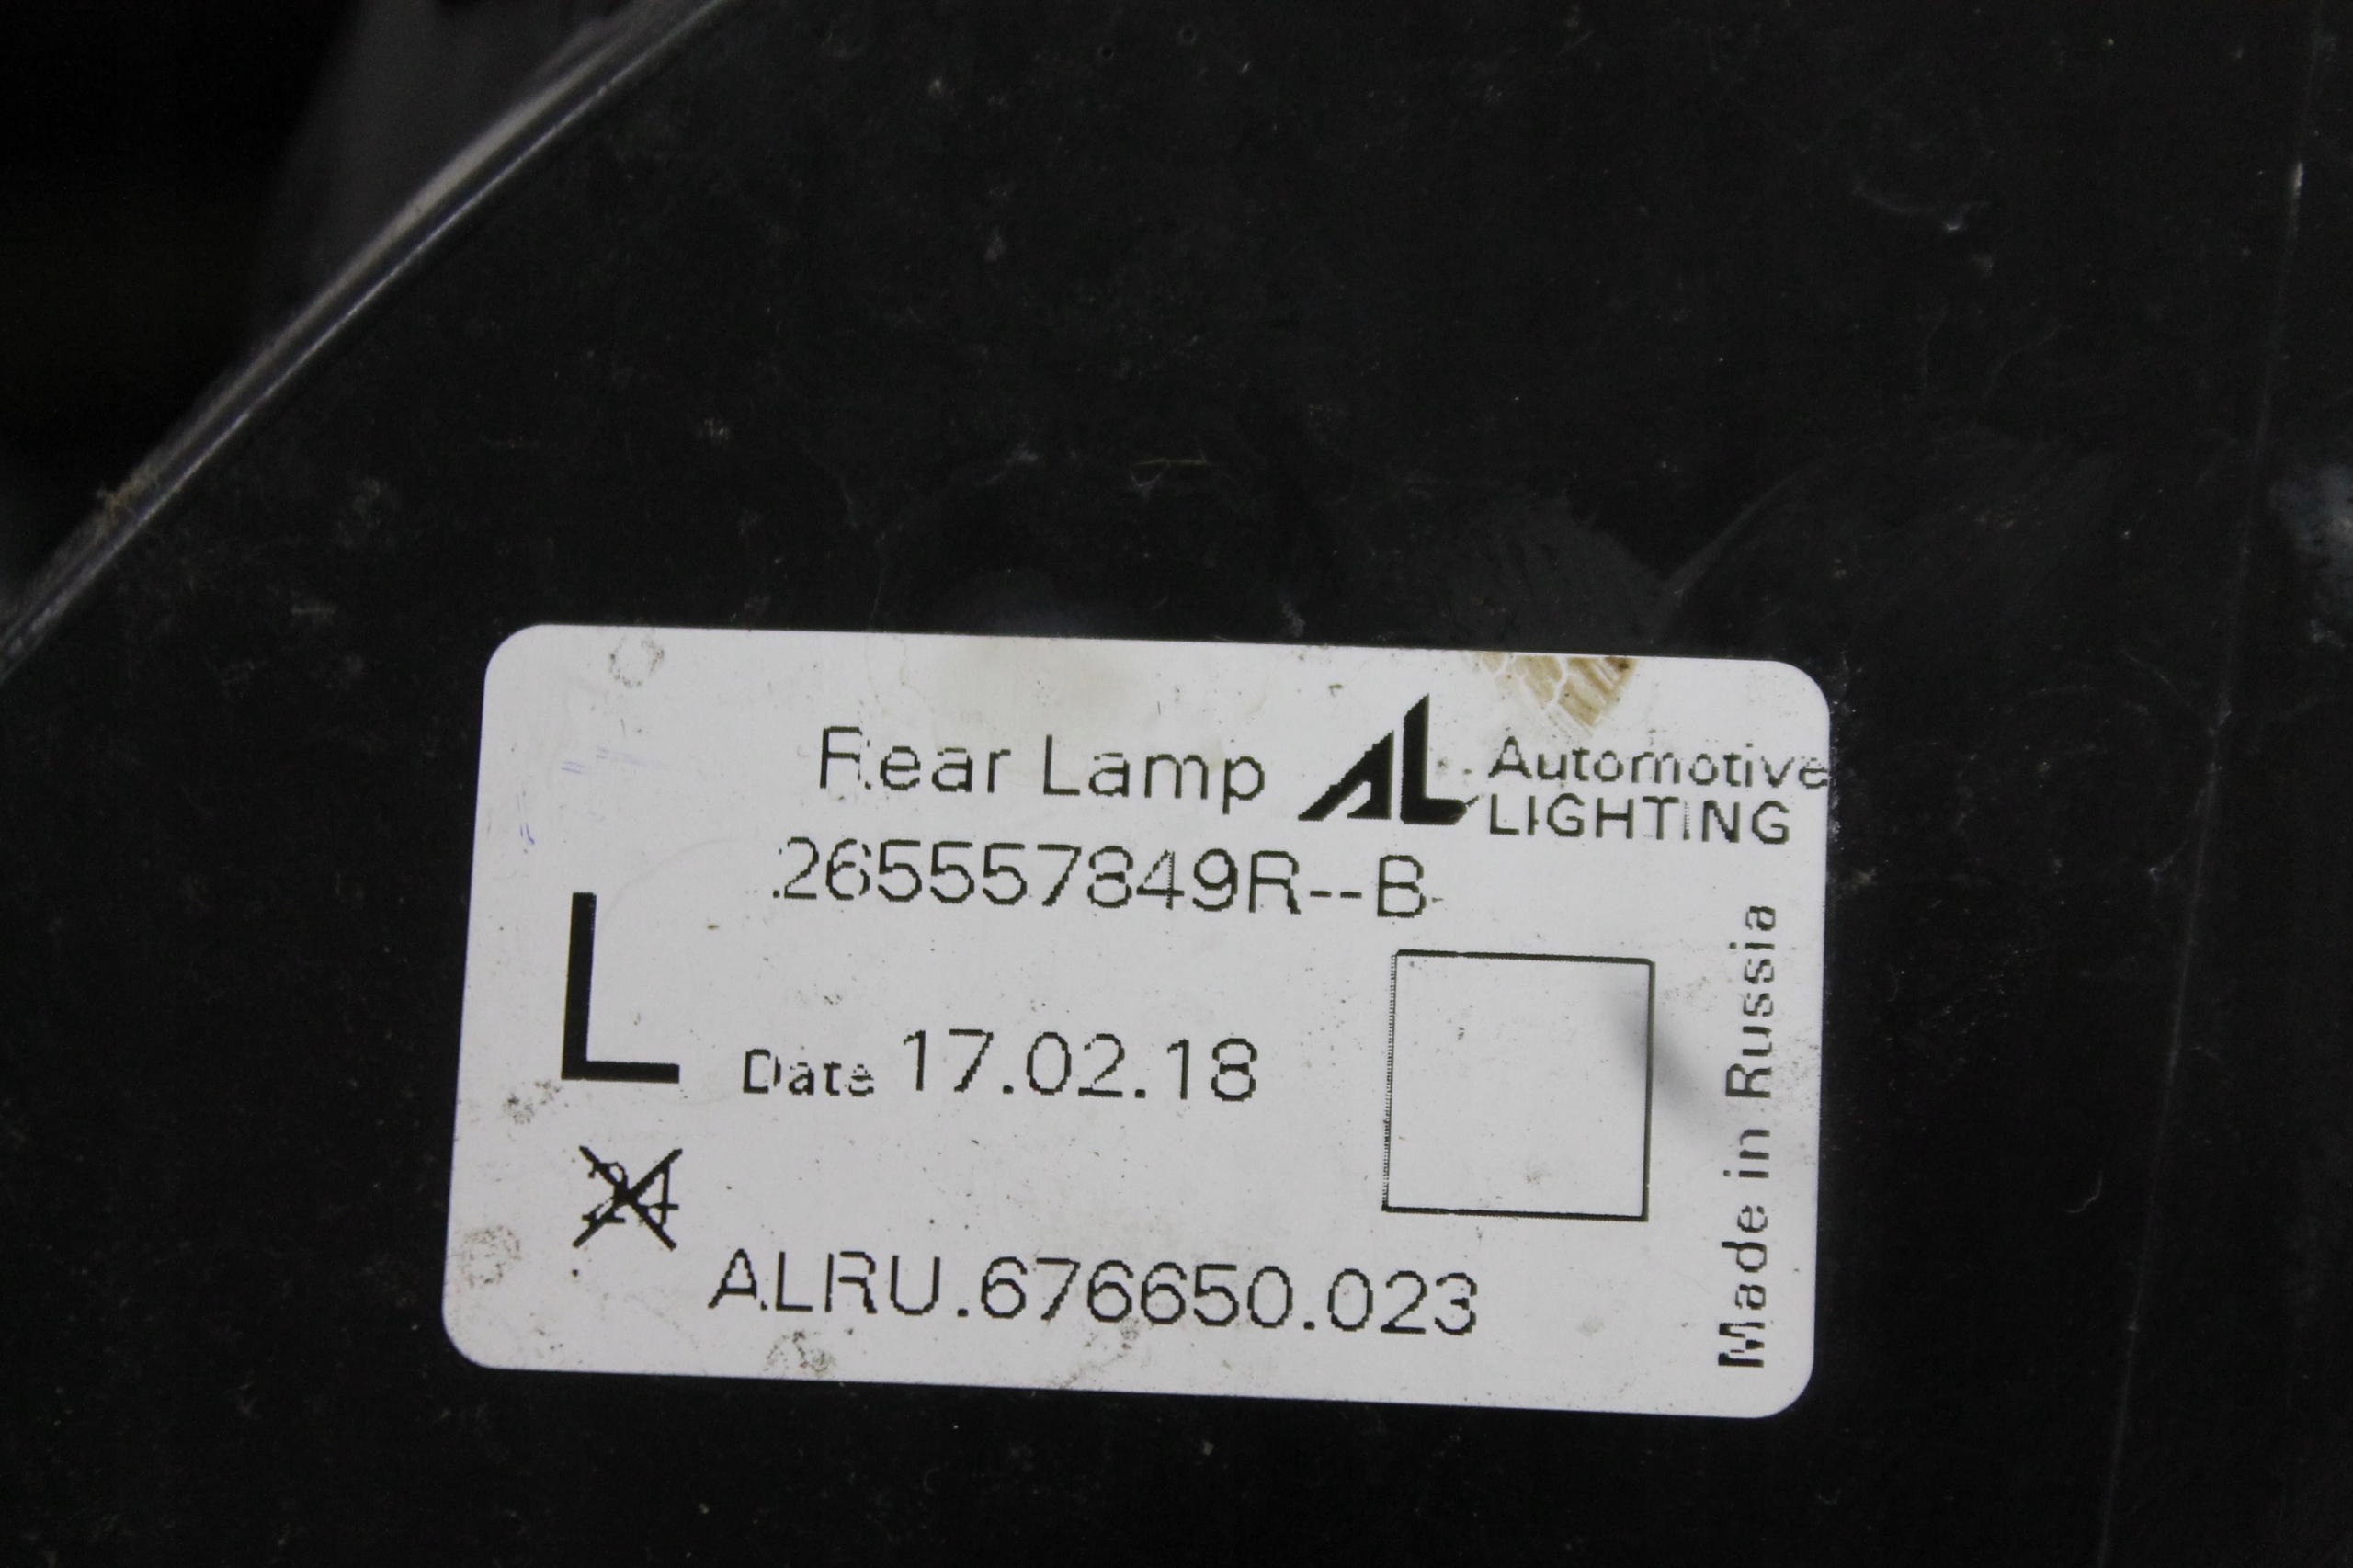 Rear Lamp AL Automotive
LIGHTING
265557849R--B
L
Date 17.02.18
24
ALRU.676650.023
Made in Russia